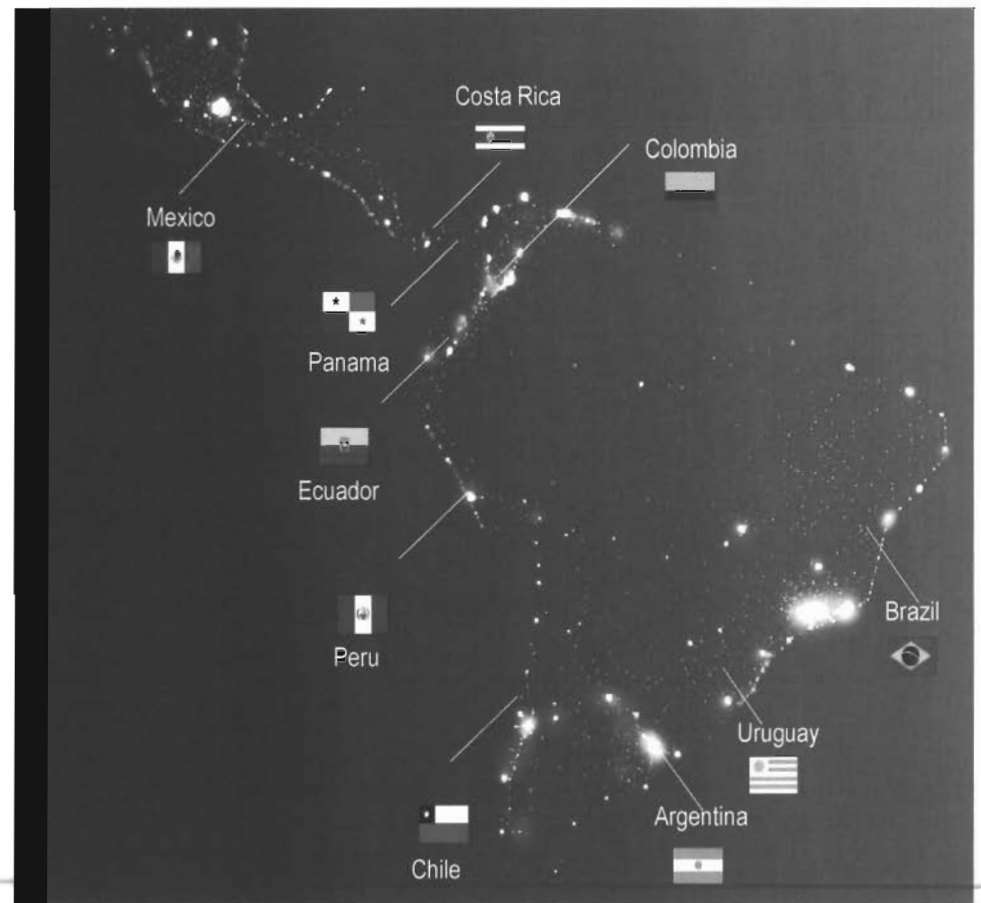 Costa Rica
Colombia
Mexico
Panama
Ecuador
Peru
Brazil
Uruguay
Argentina
Chile